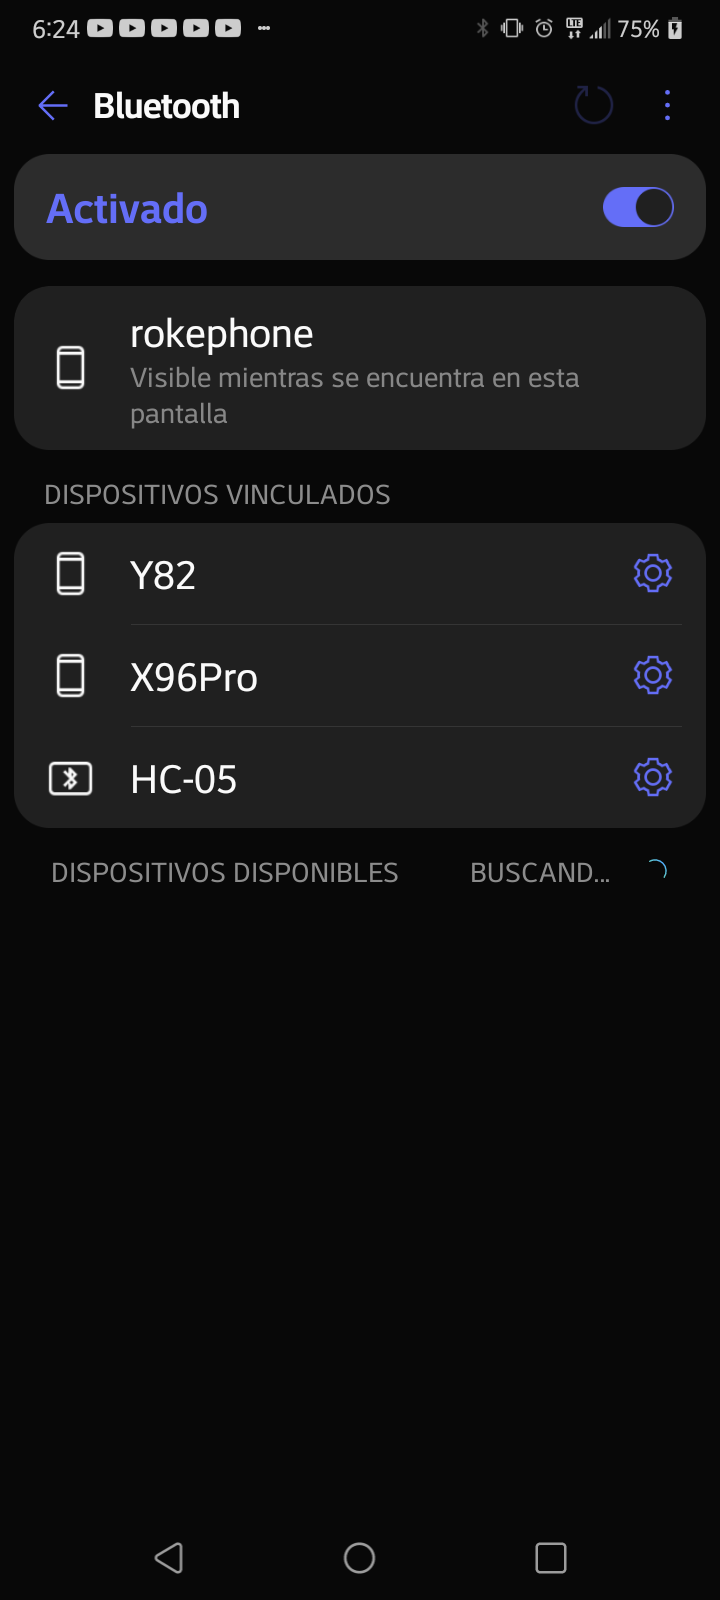 6:24 LTE 75%
Bluetooth
Activado
rokephone
Visible mientras se encuentra en esta
pantalla
DISPOSITIVOS VINCULADOS
Y82
X96Pro
HC-05
DISPOSITIVOS DISPONIBLES BUSCAND...